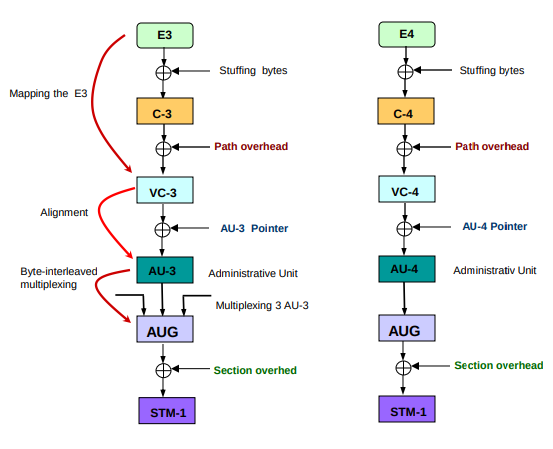 E3
E4
Stuffing bytes
Stuffing bytes
Mapping the E3
C-3
C-4
Path overhead
Path overhead
VC-3
VC-4
Alignment
AU-3 Pointer
AU-4 Pointer
Byte-interleaved
multiplexing
AU-3
Administrative Unit
AU-4
Administrativ Unit
Multiplexing 3 AU-3
AUG
AUG
Section overhed
Section overhead
STM-1
STM-1